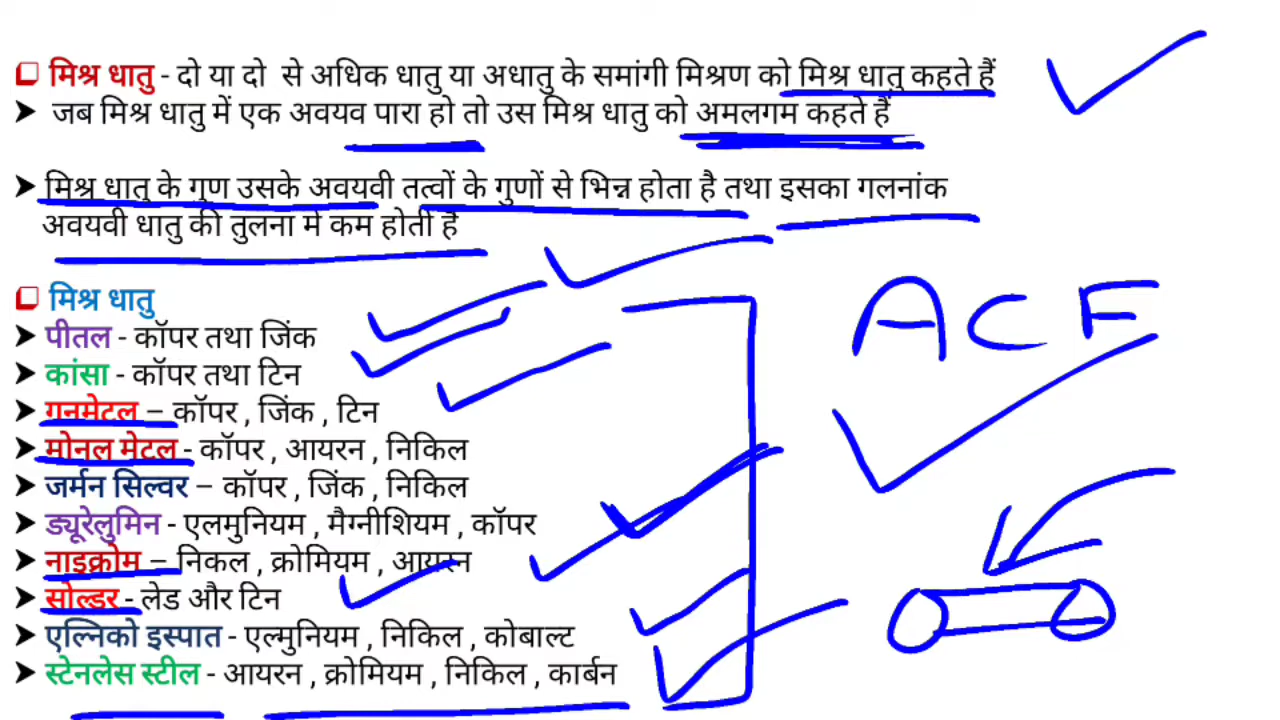 ❑ मिश्र धातु - दो या दो से अधिक धातु या अधातु के समांगी मिश्रण को मिश्र धातु कहते हैं
➤ जब मिश्र धातु में एक अवयव पारा हो तो उस मिश्र धातु को अमलगम कहते हैं
➤ मिश्र धातु के गुण उसके अवयवी तत्वों के गुणों से भिन्न होता है तथा इसका गलनांक
अवयवी धातु की तुलना में कम होती है
❑ मिश्र धातु
➤ पीतल - कॉपर तथा जिंक
➤ कांसा - कॉपर तथा टिन
➤ गनमेटल – कॉपर , जिंक , टिन
➤ मोनल मेटल - कॉपर , आयरन , निकिल
➤ जर्मन सिल्वर – कॉपर , जिंक , निकिल
➤ ड्यूरेलुमिन - एलमुनियम , मैग्नीशियम , कॉपर
➤ नाइक्रोम – निकल , क्रोमियम , आयरन
➤ सोल्डर - लेड और टिन
➤ एल्निको इस्पात - एल्मुनियम , निकिल , कोबाल्ट
➤ स्टेनलेस स्टील - आयरन , क्रोमियम , निकिल , कार्बन
ACF